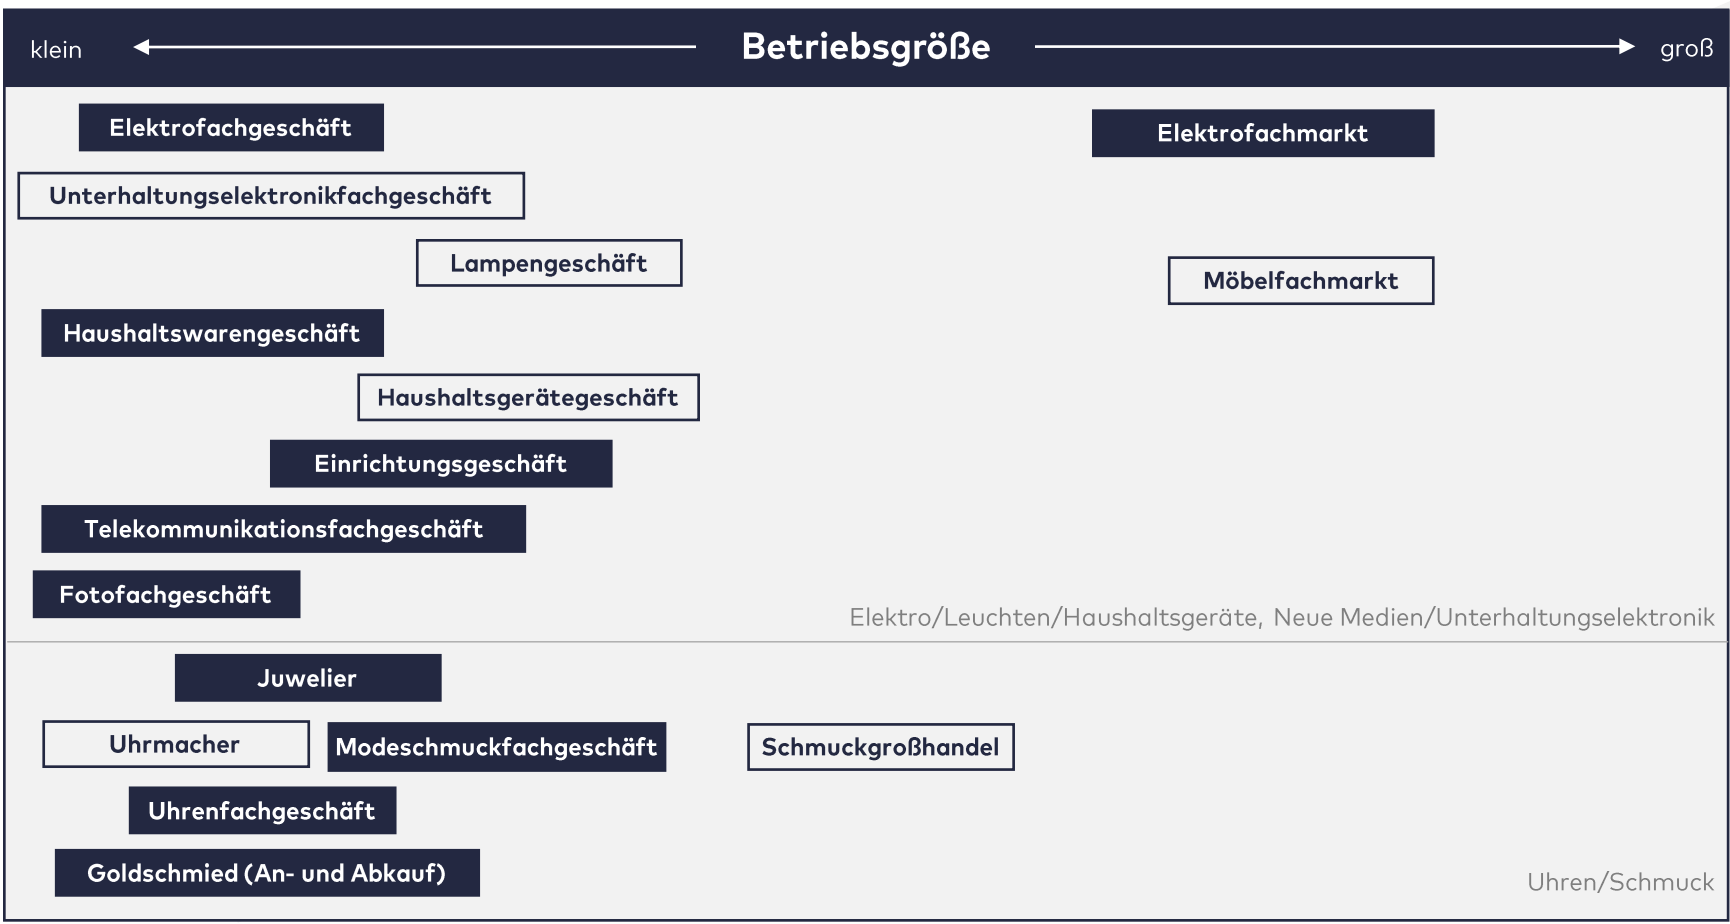 klein
Betriebsgröße
groß
Elektrofachgeschäft
Elektrofachmarkt
Unterhaltungselektronikfachgeschäft
Lampengeschäft
Möbelfachmarkt
Haushaltswarengeschäft
Haushaltsgerätegeschäft
Einrichtungsgeschäft
Telekommunikationsfachgeschäft
Fotofachgeschäft
Elektro/Leuchten/Haushaltsgeräte, Neue Medien/Unterhaltungselektronik
Juwelier
Uhrmacher
Modeschmuckfachgeschäft
Schmuckgroßhandel
Uhrenfachgeschäft
Goldschmied (An- und Abkauf)
Uhren/Schmuck